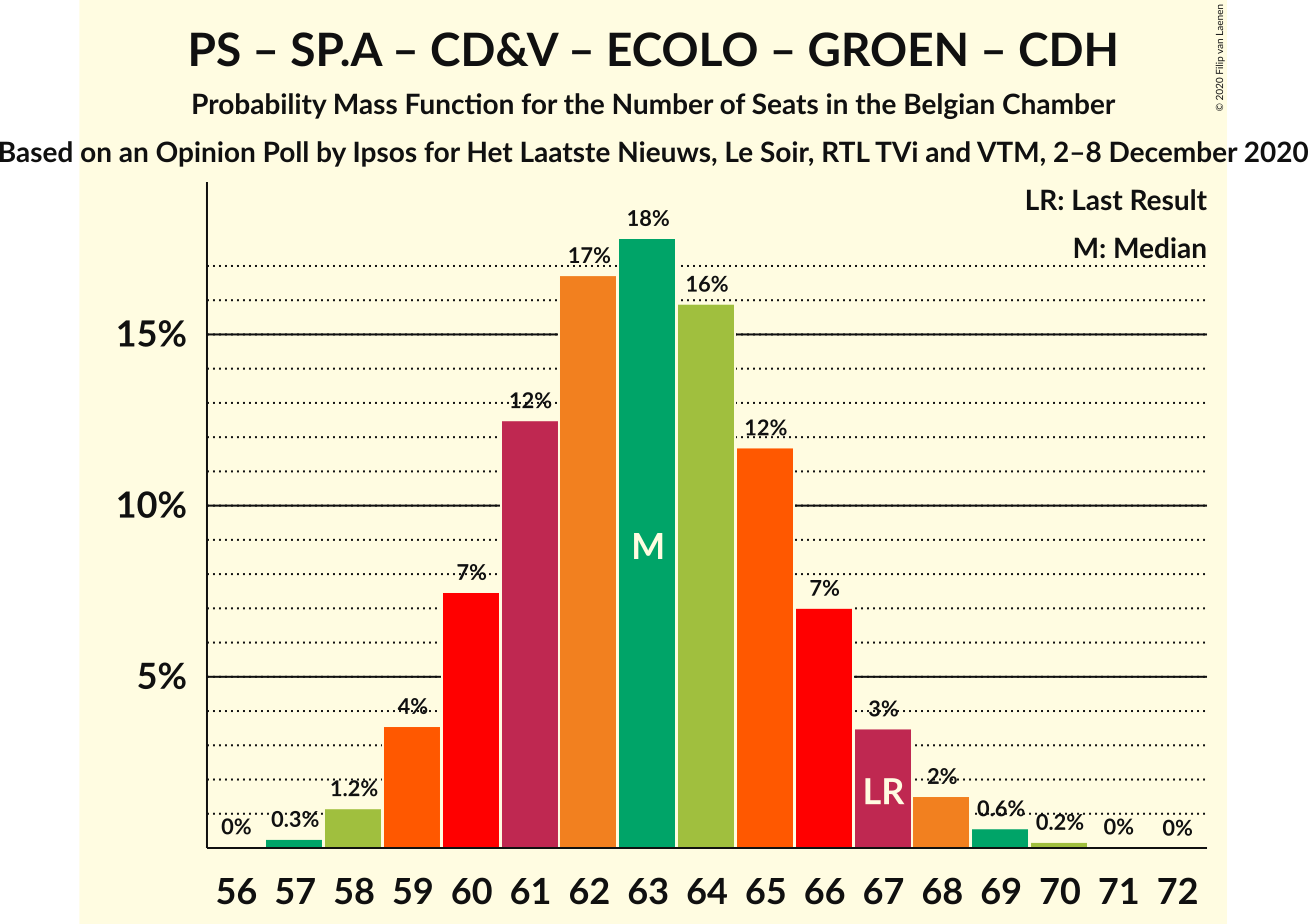 PS – SP.A – CD&V – ECOLO – GROEN – CDH
Probability Mass Function for the Number of Seats in the Belgian Chamber
Based on an Opinion Poll by Ipsos for Het Laatste Nieuws, Le Soir, RTL TVi and VTM, 2–8 December 2020
© 2020 Filip van Laenen
LR: Last Result
M: Median
15%
10%
5%
0%
0.3%
1.2%
4%
7%
12%
17%
18%
16%
12%
7%
3%
2%
0.6%
0.2%
0%
0%
M
LR
56 57 58 59 60 61 62 63 64 65 66 67 68 69 70 71 72